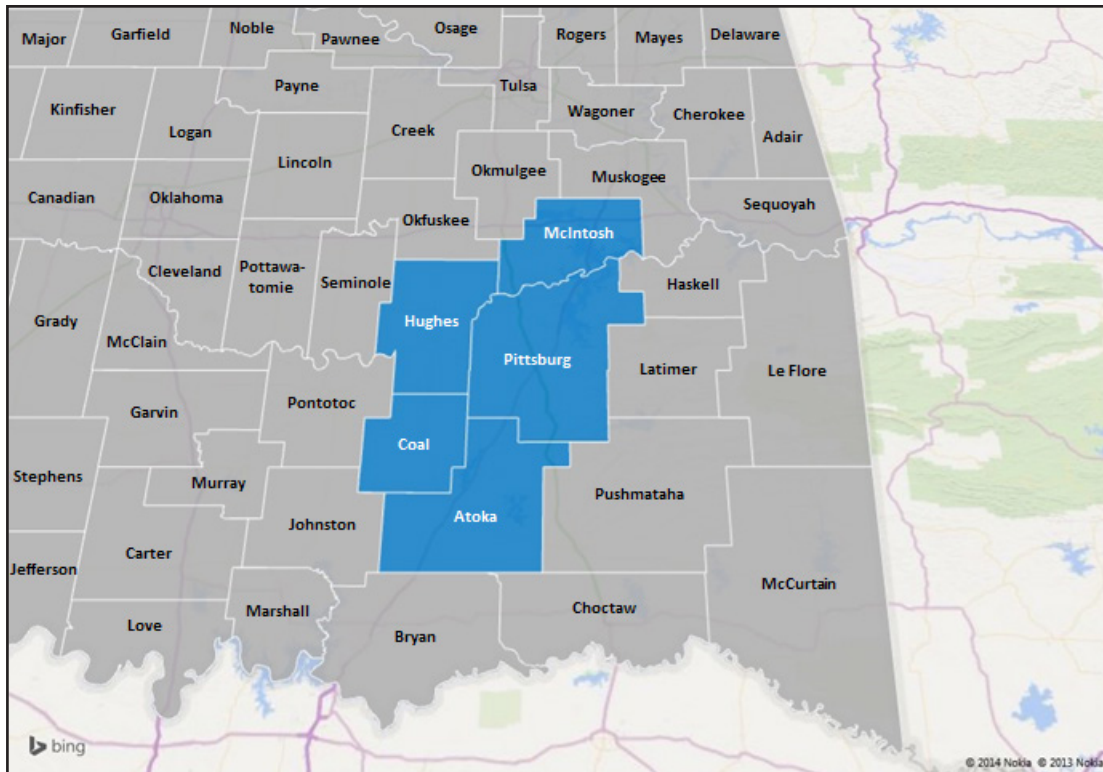 Major
Garfield
Noble
Pawnee
Osage
Rogers
Mayes
Delaware
Kinfisher
Logan
Payne
Creek
Tulsa
Wagoner
Cherokee
Adair
Canadian
Oklahoma
Lincoln
Okmulgee
Muskogee
Sequoyah
Okfuskee
McIntosh
Cleveland
Pottawa-
tomie
Seminole
Haskell
Grady
McClain
Hughes
Pittsburg
Latimer
Le Flore
Garvin
Pontotoc
Coal
Stephens
Murray
Pushmataha
Johnston
Atoka
Carter
Jefferson
McCurtain
Love
Marshall
Bryan
Choctaw
bing
© 2014 Nokia © 2013 Nokia